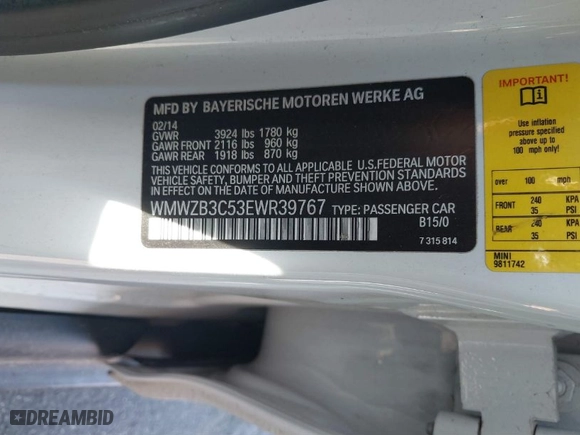 MFD BY BAYERISCHE MOTOREN WERKE AG
02/14
GVWR 3924 lbs 1780 kg
GAWR FRONT 2116 lbs 960 kg
GAWR REAR 1918 lbs 870 kg
THIS VEHICLE CONFORMS TO ALL APPLICABLE U.S.FEDERAL MOTOR
VEHICLE SAFETY, BUMPER, AND THEFT PREVENTION STANDARDS
IN EFFECT ON THE DATE OF MANUFACTURE SHOWN ABOVE.
WMWZB3C53EWR39767 TYPE: PASSENGER CAR
B15/0
7 315 814
IMPORTANT!
Use inflation
pressure specified
above up to
100 mph only!
over 100 mph
FRONT 240 KPA
35 PSI
REAR 240 KPA
35 PSI
MINI
9811742
DREAMBID